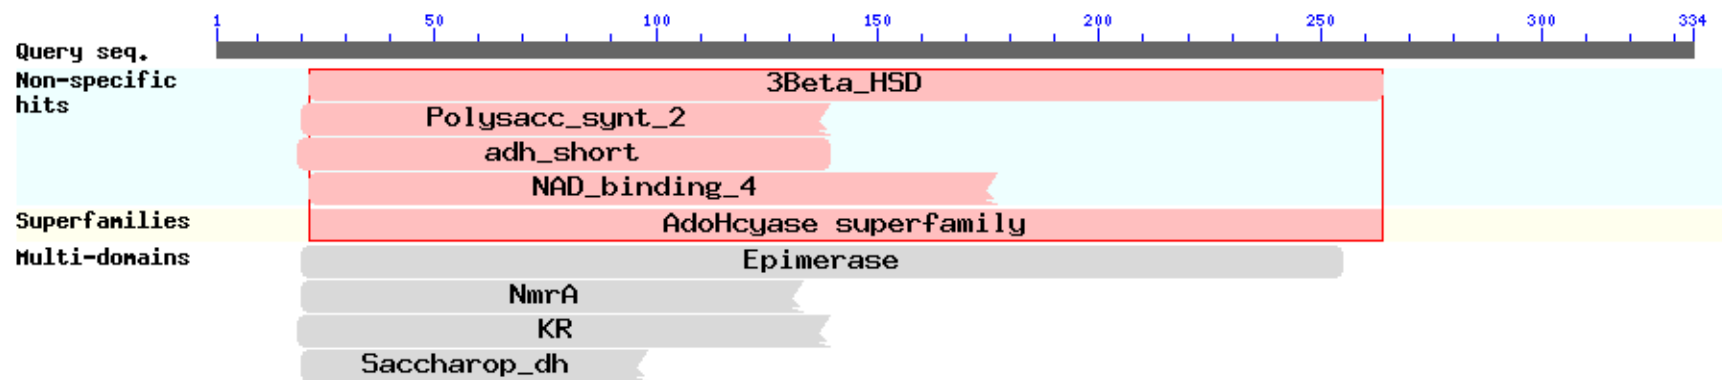 1 50 100 150 200 250 300 334
Query seq.
Non-specific
hits
3Beta_HSD
Polysacc_synt_2
adh_short
NAD_binding_4
Superfamilies AdoHcyase superfamily
Multi-domains Epimerase
NmrA
KR
Saccharop_dh